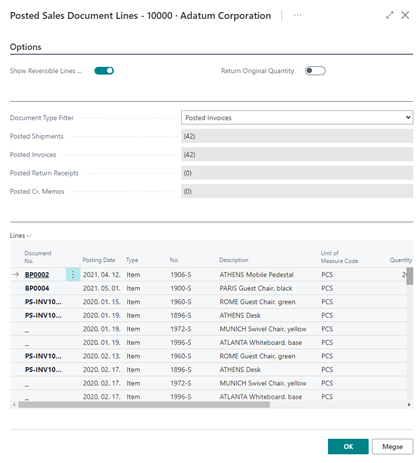 Posted Sales Document Lines - 10000 · Adatum Corporation
Options
Show Reversible Lines ...
Return Original Quantity
Document Type Filter
Posted Invoices
Posted Shipments
(42)
Posted Invoices
(42)
Posted Return Receipts
(0)
Posted Cr. Memos
(0)
Lines
Document No. Posting Date Type No. Description Unit of Measure Code Quantity
BP0002 2021. 04. 12. Item 1906-S ATHENS Mobile Pedestal PCS
BP0004 2021. 05. 01. Item 1900-S PARIS Guest Chair, black PCS
PS-INV10... 2020. 01. 15. Item 1960-S ROME Guest Chair, green PCS
PS-INV10... 2020. 01. 19. Item 1896-S ATHENS Desk PCS
_ 2020. 01. 19. Item 1972-S MUNICH Swivel Chair, yellow PCS
_ 2020. 01. 19. Item 1996-S ATLANTA Whiteboard, base PCS
PS-INV10... 2020. 02. 13. Item 1960-S ROME Guest Chair, green PCS
PS-INV10... 2020. 02. 17. Item 1896-S ATHENS Desk PCS
_ 2020. 02. 17. Item 1972-S MUNICH Swivel Chair, yellow PCS
_ 2020. 02. 17. Item 1996-S ATLANTA Whiteboard, base PCS
OK
Mégse